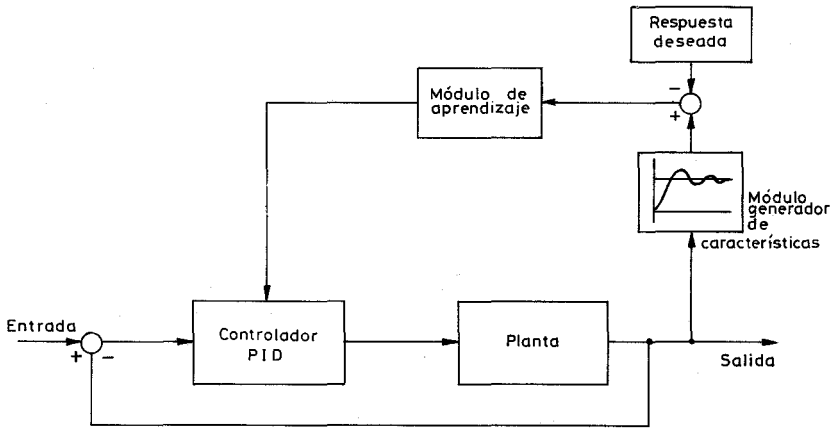 Respuesta
deseada
−
+
Módulo de
aprendizaje
Módulo
generador
de
características
Entrada
+
−
Controlador
PID
Planta
Salida